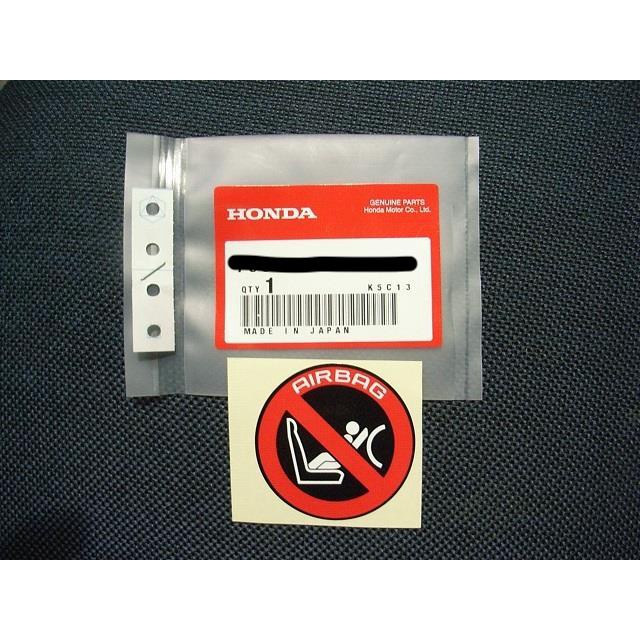 HONDA
GENUINE PARTS
Honda Motor Co., Ltd.
QTY 1
K5C13
MADE IN JAPAN
AIRBAG